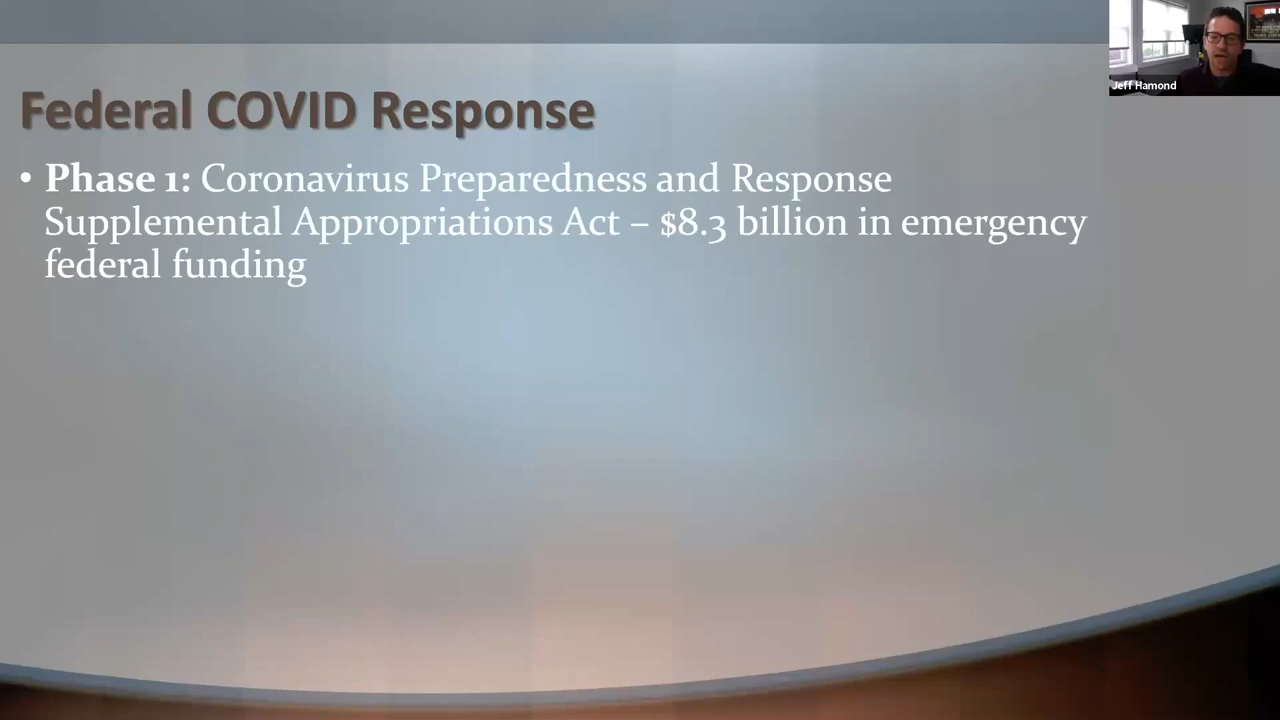 Federal COVID Response
• Phase 1: Coronavirus Preparedness and Response
Supplemental Appropriations Act – $8.3 billion in emergency
federal funding
Jeff Hamond